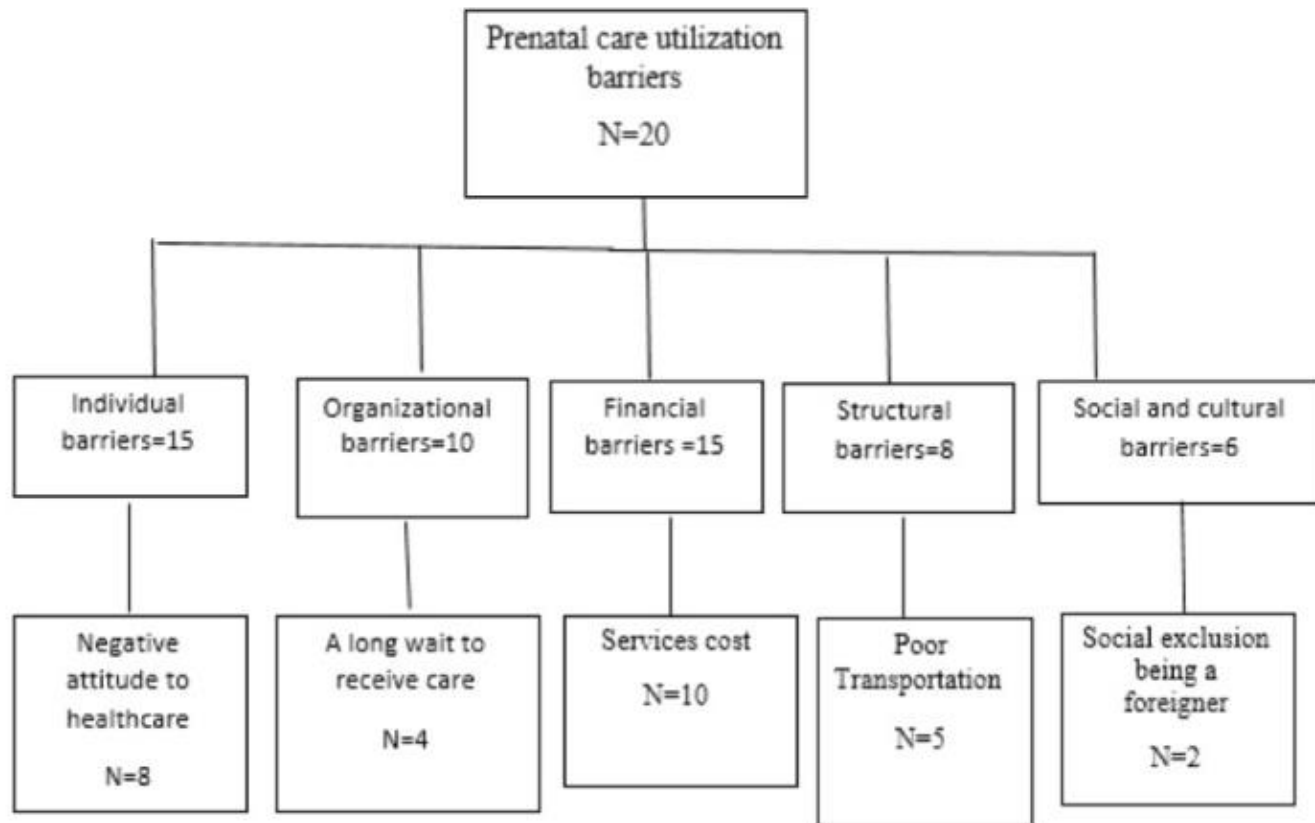 Prenatal care utilization
barriers
N=20
Individual
barriers=15
Organizational
barriers=10
Financial
barriers =15
Structural
barriers=8
Social and cultural
barriers=6
Negative
attitude to
healthcare
N=8
A long wait to
receive care
N=4
Services cost
N=10
Poor
Transportation
N=5
Social exclusion
being a
foreigner
N=2